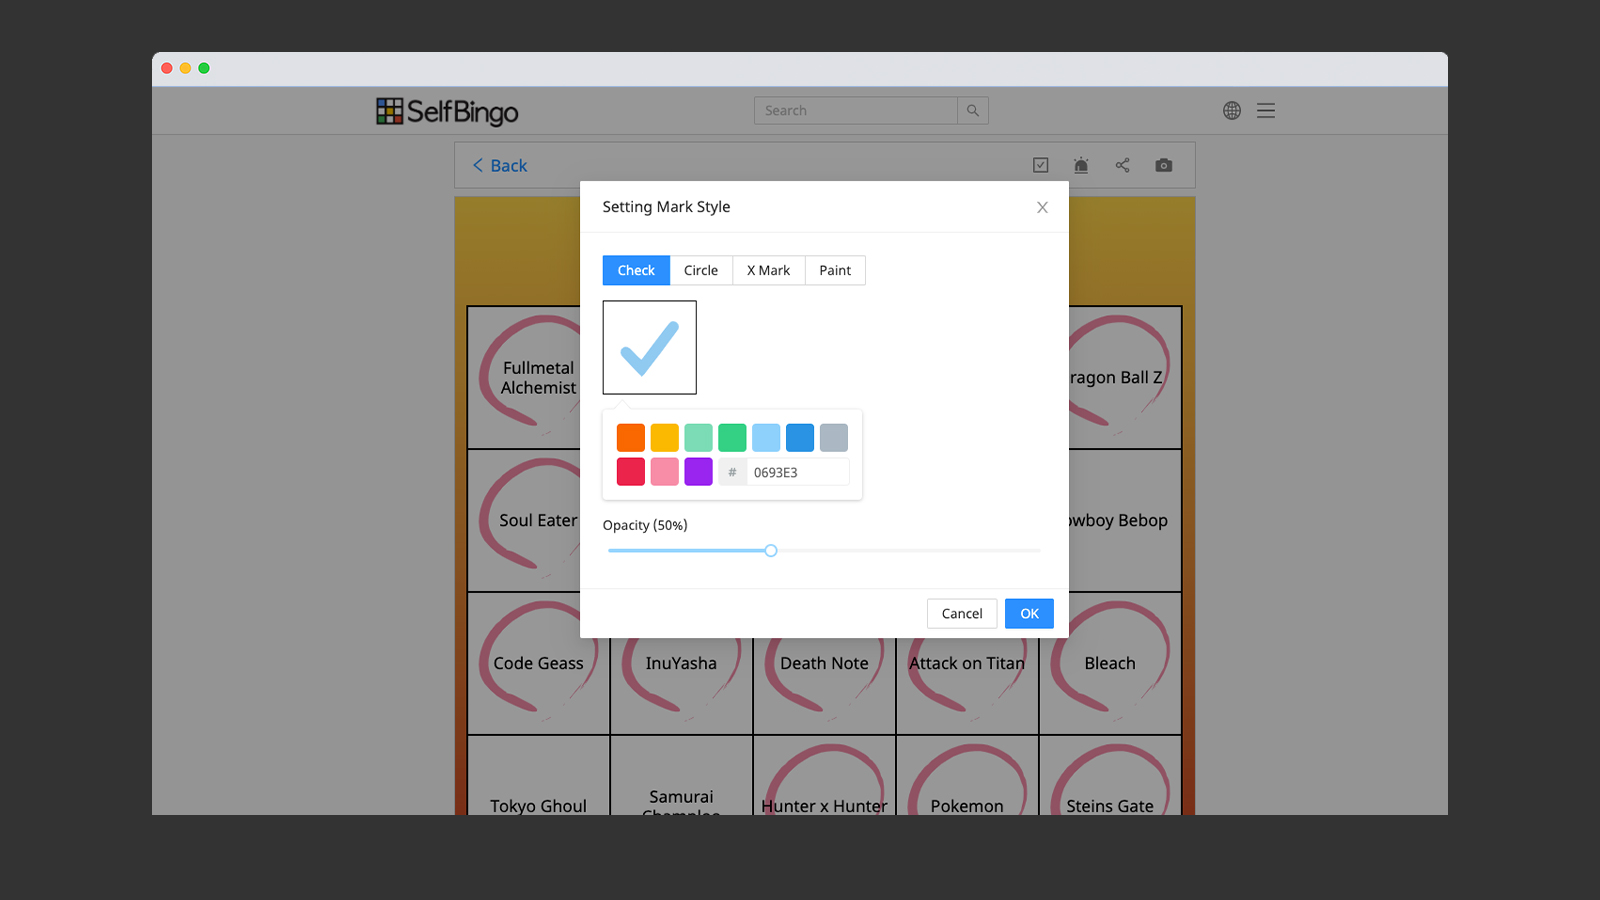 SelfBingo
Search
Back
Setting Mark Style
Check
Circle
X Mark
Paint
# 0693E3
Opacity (50%)
Cancel
OK
Fullmetal
Alchemist
ragon Ball Z
Soul Eater
owboy Bebop
Code Geass
InuYasha
Death Note
Attack on Titan
Bleach
Tokyo Ghoul
Samurai
Champloo
Hunter x Hunter
Pokemon
Steins Gate